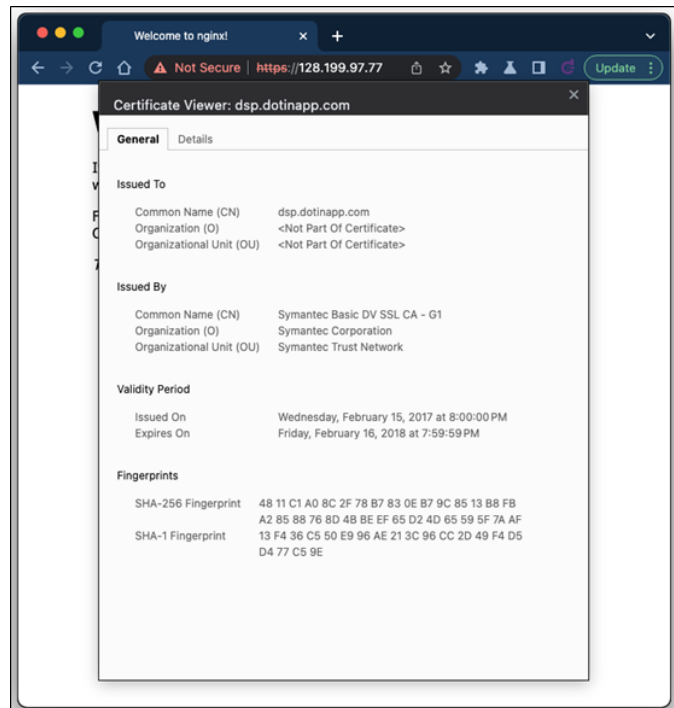 Welcome to nginx!
Not Secure | https://128.199.97.77
Update
Certificate Viewer: dsp.dotinapp.com
General Details
Issued To
Common Name (CN) dsp.dotinapp.com
Organization (O) <Not Part Of Certificate>
Organizational Unit (OU) <Not Part Of Certificate>
Issued By
Common Name (CN) Symantec Basic DV SSL CA - G1
Organization (O) Symantec Corporation
Organizational Unit (OU) Symantec Trust Network
Validity Period
Issued On Wednesday, February 15, 2017 at 8:00:00 PM
Expires On Friday, February 16, 2018 at 7:59:59 PM
Fingerprints
SHA-256 Fingerprint 48 11 C1 A0 8C 2F 78 B7 83 0E B7 9C 85 13 B8 FB
A2 85 88 76 8D 4B BE EF 65 D2 4D 65 59 5F 7A AF
SHA-1 Fingerprint 13 F4 36 C5 50 E9 96 AE 21 3C 96 CC 2D 49 F4 D5
D4 77 C5 9E